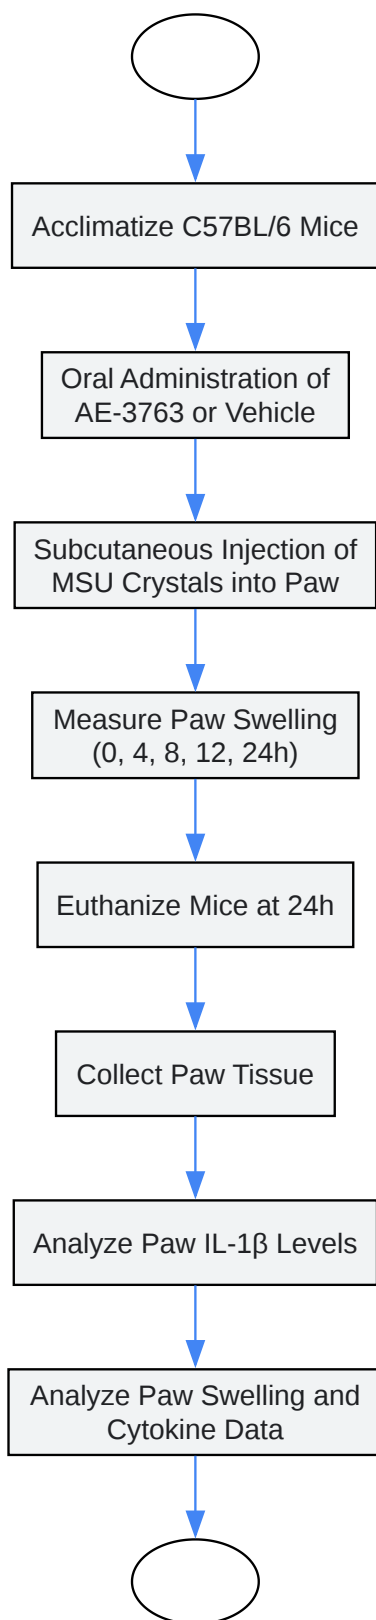 Acclimatize C57BL/6 Mice
Oral Administration of
AE-3763 or Vehicle
Subcutaneous Injection of
MSU Crystals into Paw
Measure Paw Swelling
(0, 4, 8, 12, 24h)
Euthanize Mice at 24h
Collect Paw Tissue
Analyze Paw IL-1β Levels
Analyze Paw Swelling and
Cytokine Data